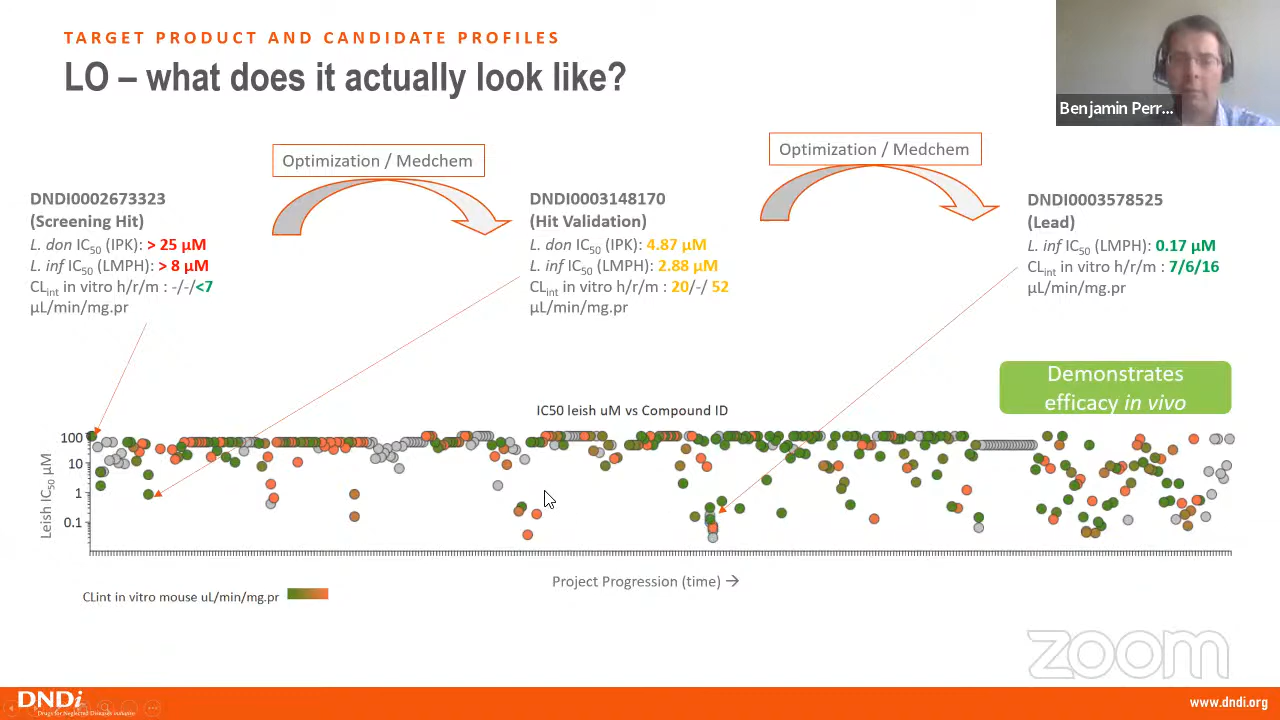 TARGET PRODUCT AND CANDIDATE PROFILES
LO – what does it actually look like?
Benjamin Perr...
Optimization / Medchem
Optimization / Medchem
DNDI0002673323
(Screening Hit)
L. don IC50 (IPK): > 25 µM
L. inf IC50 (LMPH): > 8 µM
CLint in vitro h/r/m : -/-/<7
µL/min/mg.pr
DNDI0003148170
(Hit Validation)
L. don IC50 (IPK): 4.87 µM
L. inf IC50 (LMPH): 2.88 µM
CLint in vitro h/r/m : 20/-/ 52
µL/min/mg.pr
DNDI0003578525
(Lead)
L. inf IC50 (LMPH): 0.17 µM
CLint in vitro h/r/m : 7/6/16
µL/min/mg.pr
Demonstrates
efficacy in vivo
IC50 leish uM vs Compound ID
Leish IC50 µM
100
10
1
0.1
Project Progression (time) →
CLint in vitro mouse uL/min/mg.pr
zoom
DNDi
Drugs for Neglected Diseases initiative
www.dndi.org